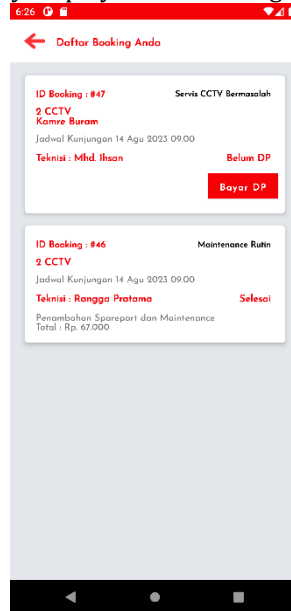 6:26
Daftar Booking Anda
ID Booking : #47 Servis CCTV Bermasalah
2 CCTV
Kamre Buram
Jadwal Kunjungan 14 Agu 2023 09.00
Teknisi : Mhd. Ihsan Belum DP
Bayar DP
ID Booking : #46 Maintenance Rutin
2 CCTV
Jadwal Kunjungan 14 Agu 2023 09.00
Teknisi : Rangga Pratama Selesai
Penambahan Sparepart dan Maintenance
Total : Rp. 67.000